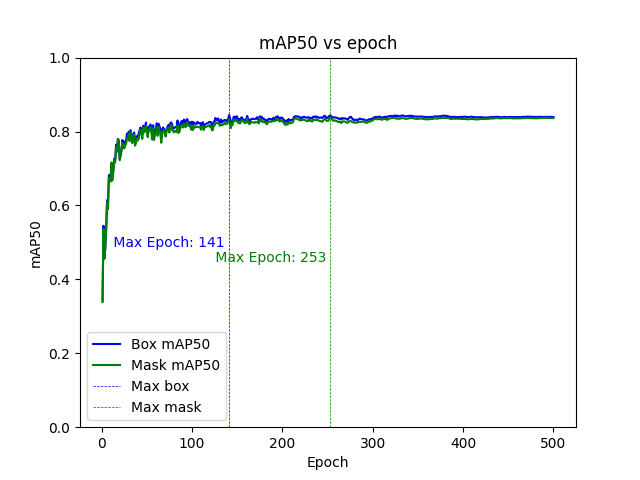 mAP50 vs epoch
1.0
0.8
0.6
0.4
0.2
0.0
mAP50
Max Epoch: 141
Max Epoch: 253
Box mAP50
Mask mAP50
Max box
Max mask
0 100 200 300 400 500
Epoch